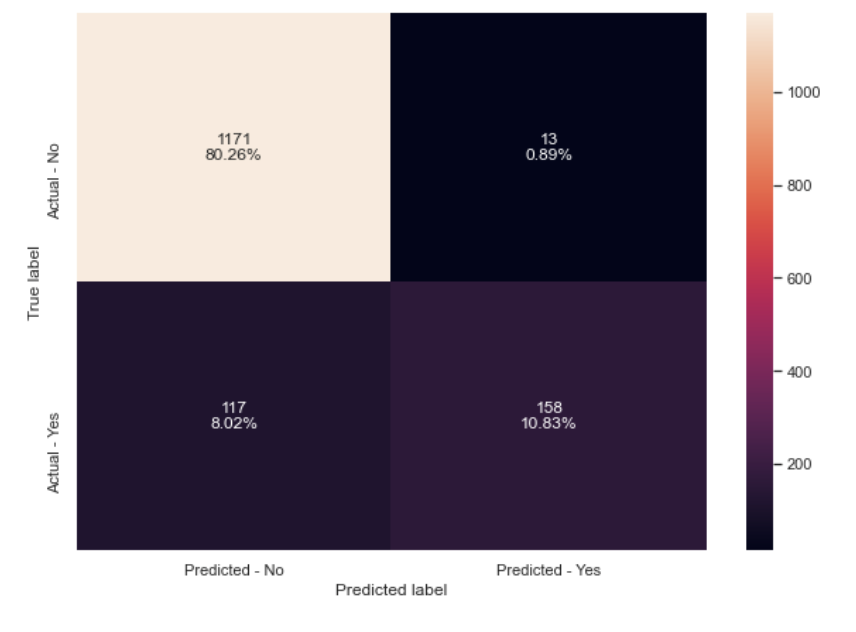 1171
80.26%
13
0.89%
117
8.02%
158
10.83%
Actual - No
Actual - Yes
True label
Predicted - No
Predicted - Yes
Predicted label
1000
800
600
400
200